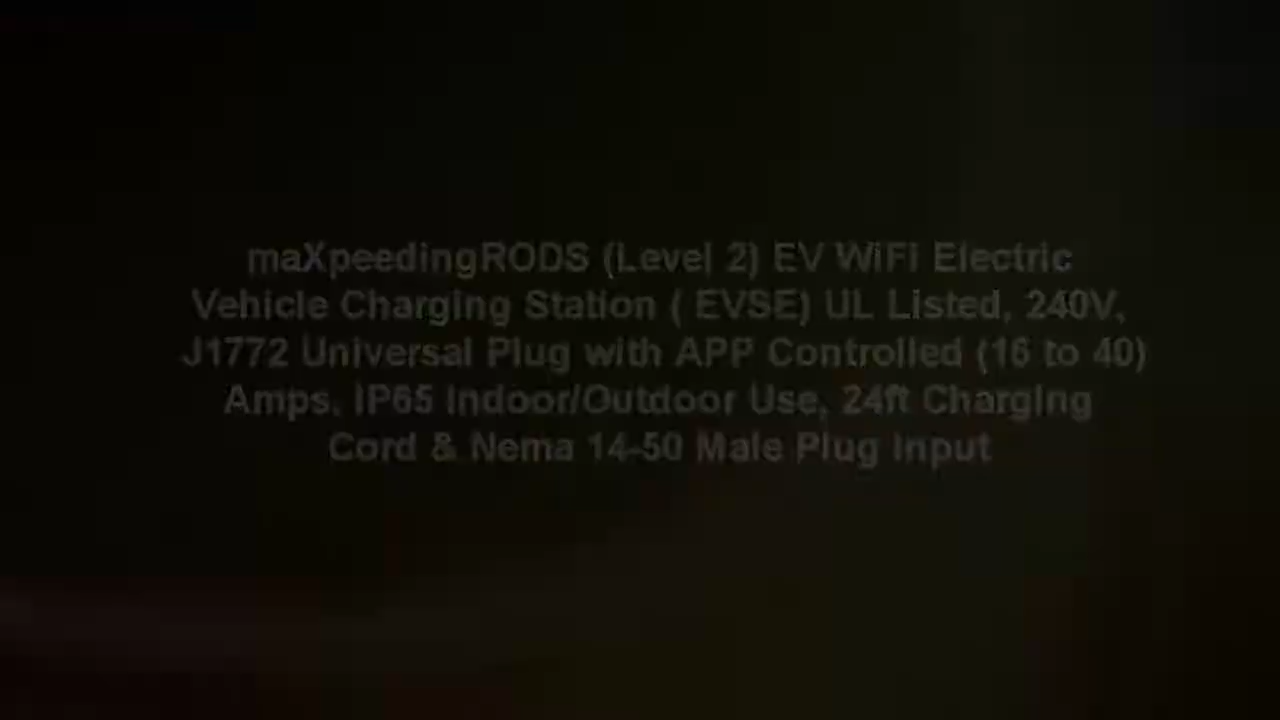 maXpeedingRODS (Level 2) EV WiFi Electric
Vehicle Charging Station ( EVSE) UL Listed, 240V,
J1772 Universal Plug with APP Controlled (16 to 40)
Amps, IP65 Indoor/Outdoor Use, 24ft Charging
Cord & Nema 14-50 Male Plug Input